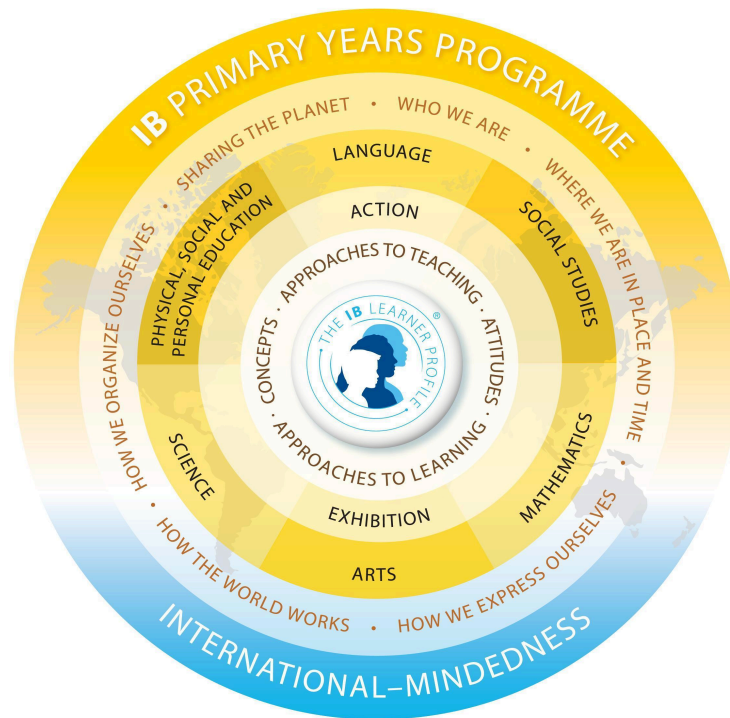 IB PRIMARY YEARS PROGRAMME
SHARING THE PLANET • WHO WE ARE • WHERE WE ARE IN PLACE AND TIME • HOW WE EXPRESS OURSELVES • HOW THE WORLD WORKS • HOW WE ORGANIZE OURSELVES •
LANGUAGE
SOCIAL STUDIES
MATHEMATICS
ARTS
SCIENCE
PHYSICAL, SOCIAL AND
PERSONAL EDUCATION
ACTION
EXHIBITION
APPROACHES TO TEACHING · ATTITUDES · APPROACHES TO LEARNING · CONCEPTS ·
THE IB LEARNER PROFILE ®
INTERNATIONAL–MINDEDNESS